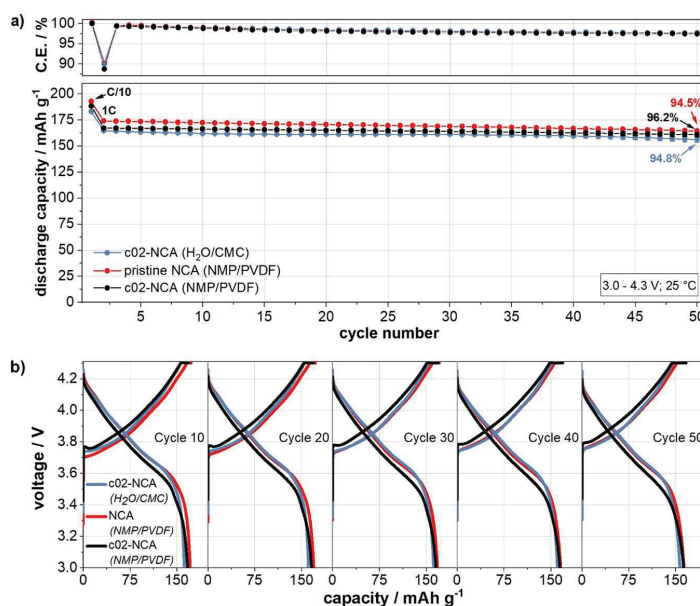 a)
C.E. / %
100
95
90
discharge capacity / mAh g⁻¹
200
175
150
125
100
75
50
25
0
C/10
1C
94.5%
96.2%
94.8%
c02-NCA (H₂O/CMC)
pristine NCA (NMP/PVDF)
c02-NCA (NMP/PVDF)
3.0 - 4.3 V; 25 °C
5 10 15 20 25 30 35 40 45 50
cycle number
b)
voltage / V
4.2
4.0
3.8
3.6
3.4
3.2
3.0
Cycle 10
Cycle 20
Cycle 30
Cycle 40
Cycle 50
c02-NCA
(H₂O/CMC)
NCA
(NMP/PVDF)
c02-NCA
(NMP/PVDF)
0 75 150 0 75 150 0 75 150 0 75 150 0 75 150
capacity / mAh g⁻¹